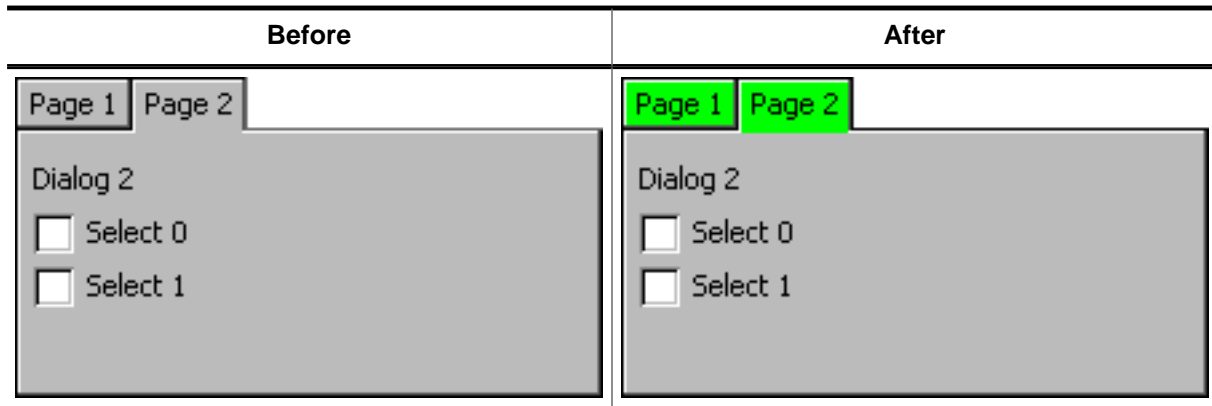 Before After
Page 1 Page 2 Page 1 Page 2
Dialog 2 Dialog 2
Select 0 Select 0
Select 1 Select 1